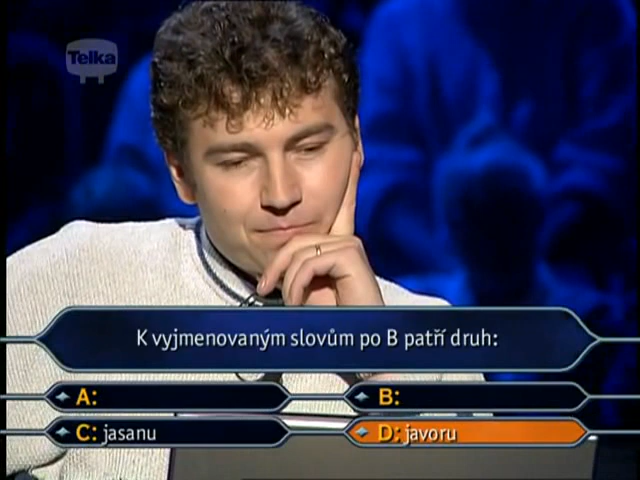 Telka
K vyjmenovaným slovům po B patří druh:
A:
B:
C: jasanu
D: javoru